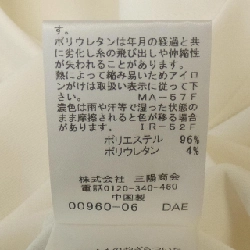 す。
ポリウレタンは年月の経過と共
に劣化し糸の飛び出しや伸縮性
が失われることがあります。
熱によって縮み易いためアイロ
ンがけは取扱い表示に従って下
さい。 MA-57F
濃色は雨や汗等で湿った状態の
まま摩擦されると色が移る場合
があります。 IR-52F
ポリエステル 96%
ポリウレタン 4%
株式会社 三陽商会
電話0120-340-460
中国製
00960-06 DAE